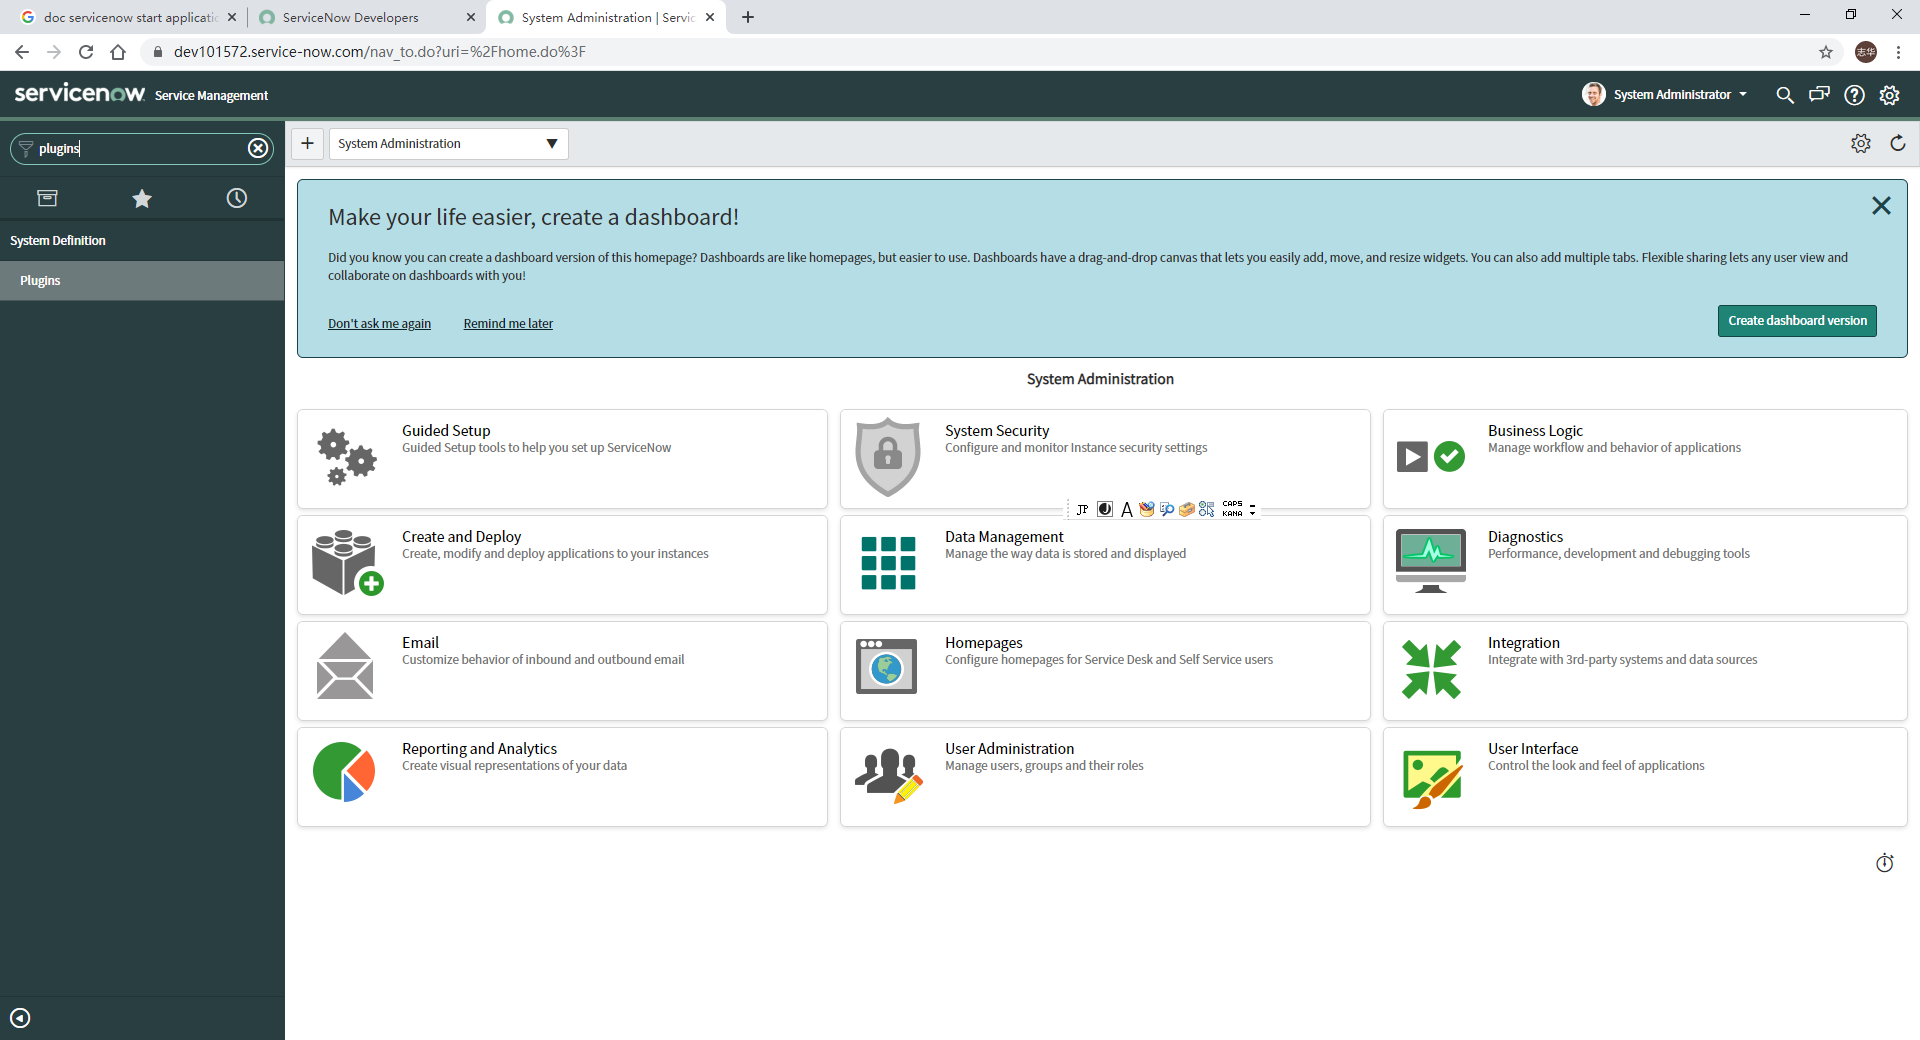 doc servicenow start applicati
ServiceNow Developers
System Administration | Servic
dev101572.service-now.com/nav_to.do?uri=%2Fhome.do%3F
志华
servicenow Service Management
System Administrator
plugins
System Administration
System Definition
Plugins
Make your life easier, create a dashboard!
Did you know you can create a dashboard version of this homepage? Dashboards are like homepages, but easier to use. Dashboards have a drag-and-drop canvas that lets you easily add, move, and resize widgets. You can also add multiple tabs. Flexible sharing lets any user view and
collaborate on dashboards with you!
Don't ask me again
Remind me later
Create dashboard version
System Administration
Guided Setup
Guided Setup tools to help you set up ServiceNow
System Security
Configure and monitor Instance security settings
Business Logic
Manage workflow and behavior of applications
JP
A
CAPS
KANA
Create and Deploy
Create, modify and deploy applications to your instances
Data Management
Manage the way data is stored and displayed
Diagnostics
Performance, development and debugging tools
Email
Customize behavior of inbound and outbound email
Homepages
Configure homepages for Service Desk and Self Service users
Integration
Integrate with 3rd-party systems and data sources
Reporting and Analytics
Create visual representations of your data
User Administration
Manage users, groups and their roles
User Interface
Control the look and feel of applications